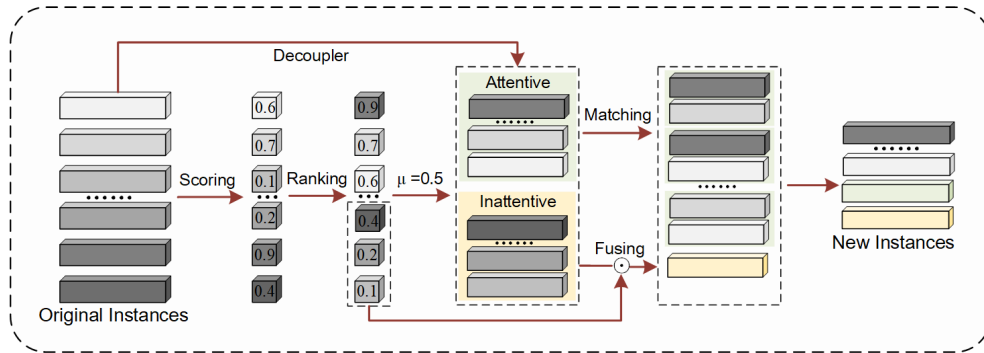 Decoupler
Original Instances
Scoring
0.6
0.7
0.1
0.2
0.9
0.4
Ranking
0.9
0.7
0.6
0.4
0.2
0.1
μ =0.5
Attentive
Inattentive
Matching
Fusing
New Instances